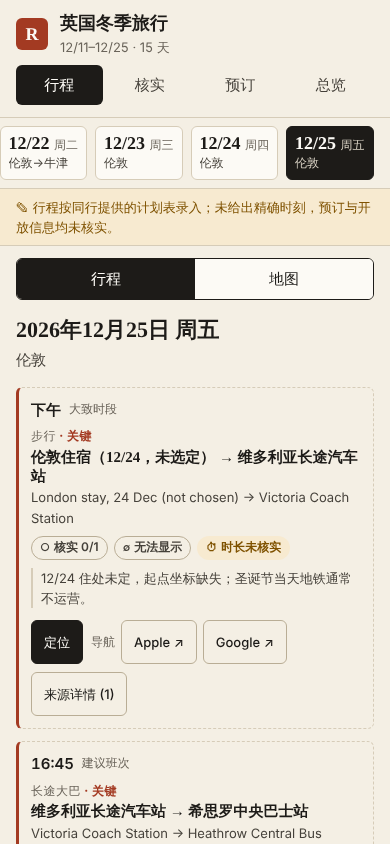 R
英国冬季旅行
12/11–12/25 · 15 天
行程 核实 预订 总览
12/22 周二 12/23 周三 12/24 周四 12/25 周五
伦敦→牛津 伦敦 伦敦 伦敦
✎ 行程按同行提供的计划表录入；未给出精确时刻，预订与开
放信息均未核实。
行程 地图
2026年12月25日 周五
伦敦
下午 大致时段
步行 · 关键
伦敦住宿（12/24，未选定） → 维多利亚长途汽车
站
London stay, 24 Dec (not chosen) → Victoria Coach
Station
○ 核实 0/1 ⌀ 无法显示 ⏱ 时长未核实
12/24 住处未定，起点坐标缺失；圣诞节当天地铁通常
不运营。
定位 导航 Apple ↗ Google ↗
来源详情 (1)
16:45 建议班次
长途大巴 · 关键
维多利亚长途汽车站 → 希思罗中央巴士站
Victoria Coach Station → Heathrow Central Bus